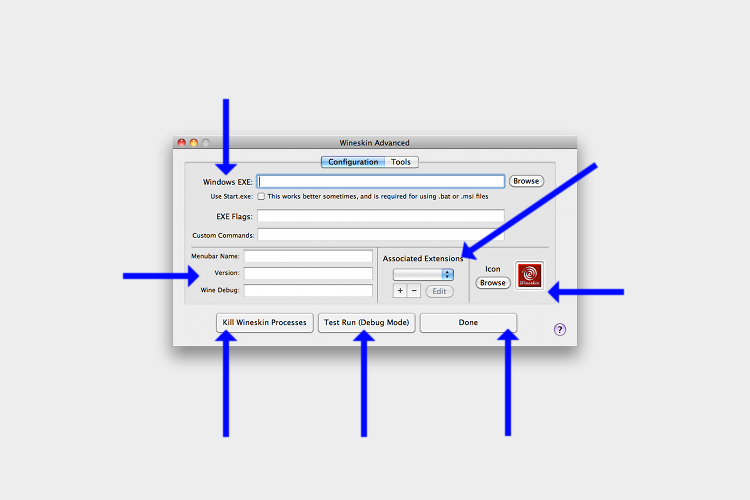 Wineskin Advanced
Configuration Tools
Windows EXE: Browse
Use Start.exe: This works better sometimes, and is required for using .bat or .msi files
EXE Flags:
Custom Commands:
Menubar Name:
Version:
Wine Debug:
Associated Extensions
+ − Edit
Icon
Browse
Wineskin
Kill Wineskin Processes Test Run (Debug Mode) Done
?